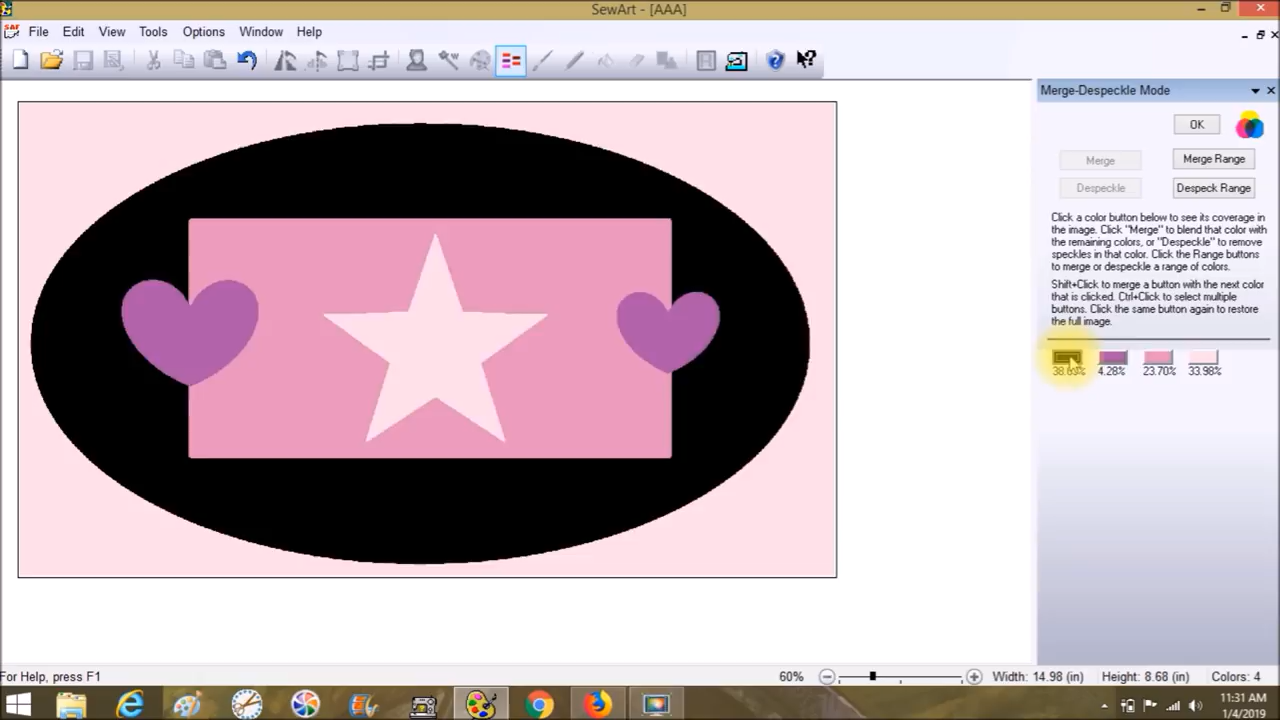 SewArt - [AAA]
File Edit View Tools Options Window Help
Merge-Despeckle Mode
OK
Merge Merge Range
Despeckle Despeck Range
Click a color button below to see its coverage in
the image. Click "Merge" to blend that color with
the remaining colors, or "Despeckle" to remove
speckles in that color. Click the Range buttons
to merge or despeckle a range of colors.
Shift+Click to merge a button with the next color
that is clicked. Ctrl+Click to select multiple
buttons. Click the same button again to restore
the full image.
4.28% 23.70% 33.98%
For Help, press F1 60% Width: 14.98 (in) Height: 8.68 (in) Colors: 4
11:31 AM
1/4/2019